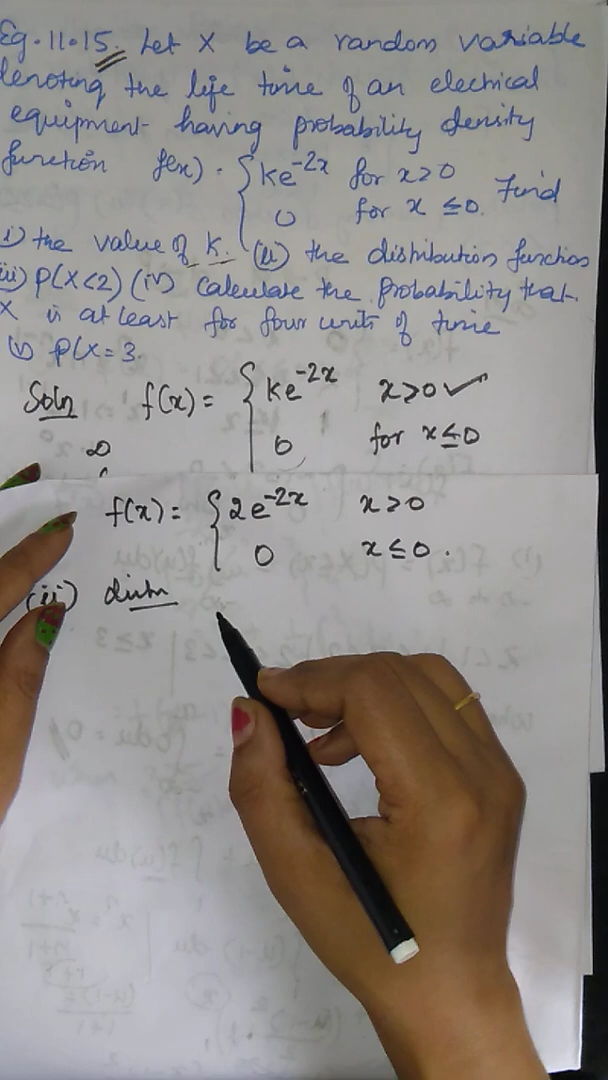 Eg. 11.15. Let X be a random variable
denoting the life time of an electrical
equipment having probability density
function f(x) = { ke^-2x for x>0 Find
0 for x ≤0.
i) the value of k. (ii) the distribution function
iii) P(X<2) (iv) calculate the probability that
X is at least for four units of time
(v) P(X=3.
Soln f(x) = { ke^-2x x>0 ✓
∞ 0 for x≤0
f(x) = { 2e^-2x x>0
0 x≤0.
(ii) distn